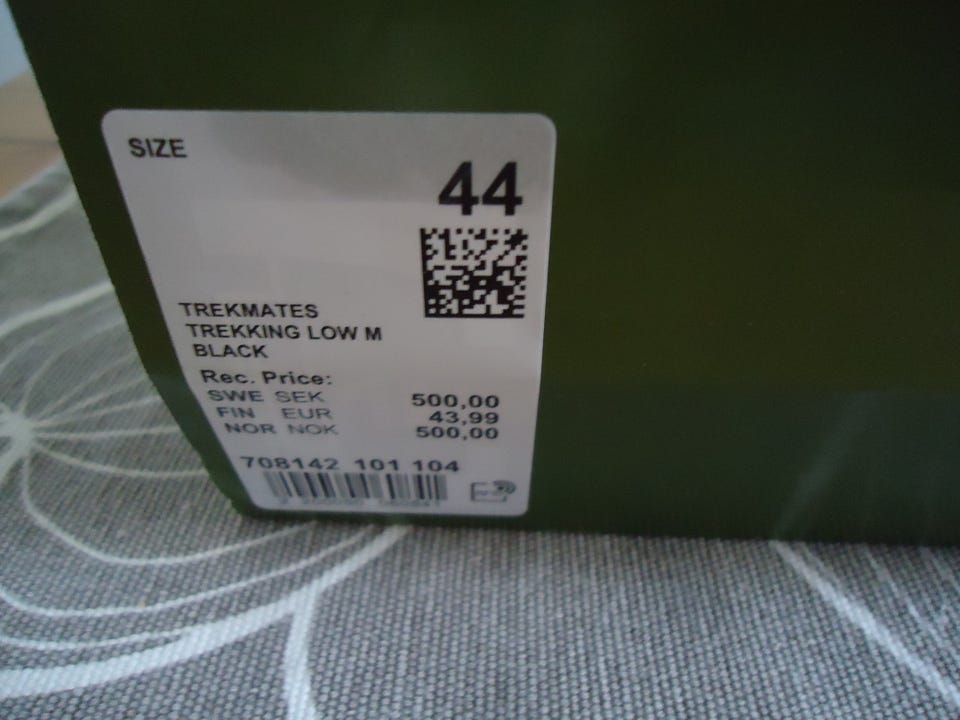 SIZE
44
TREKMATES
TREKKING LOW M
BLACK
Rec. Price:
SWE SEK 500,00
FIN EUR 43,99
NOR NOK 500,00
708142 101 104